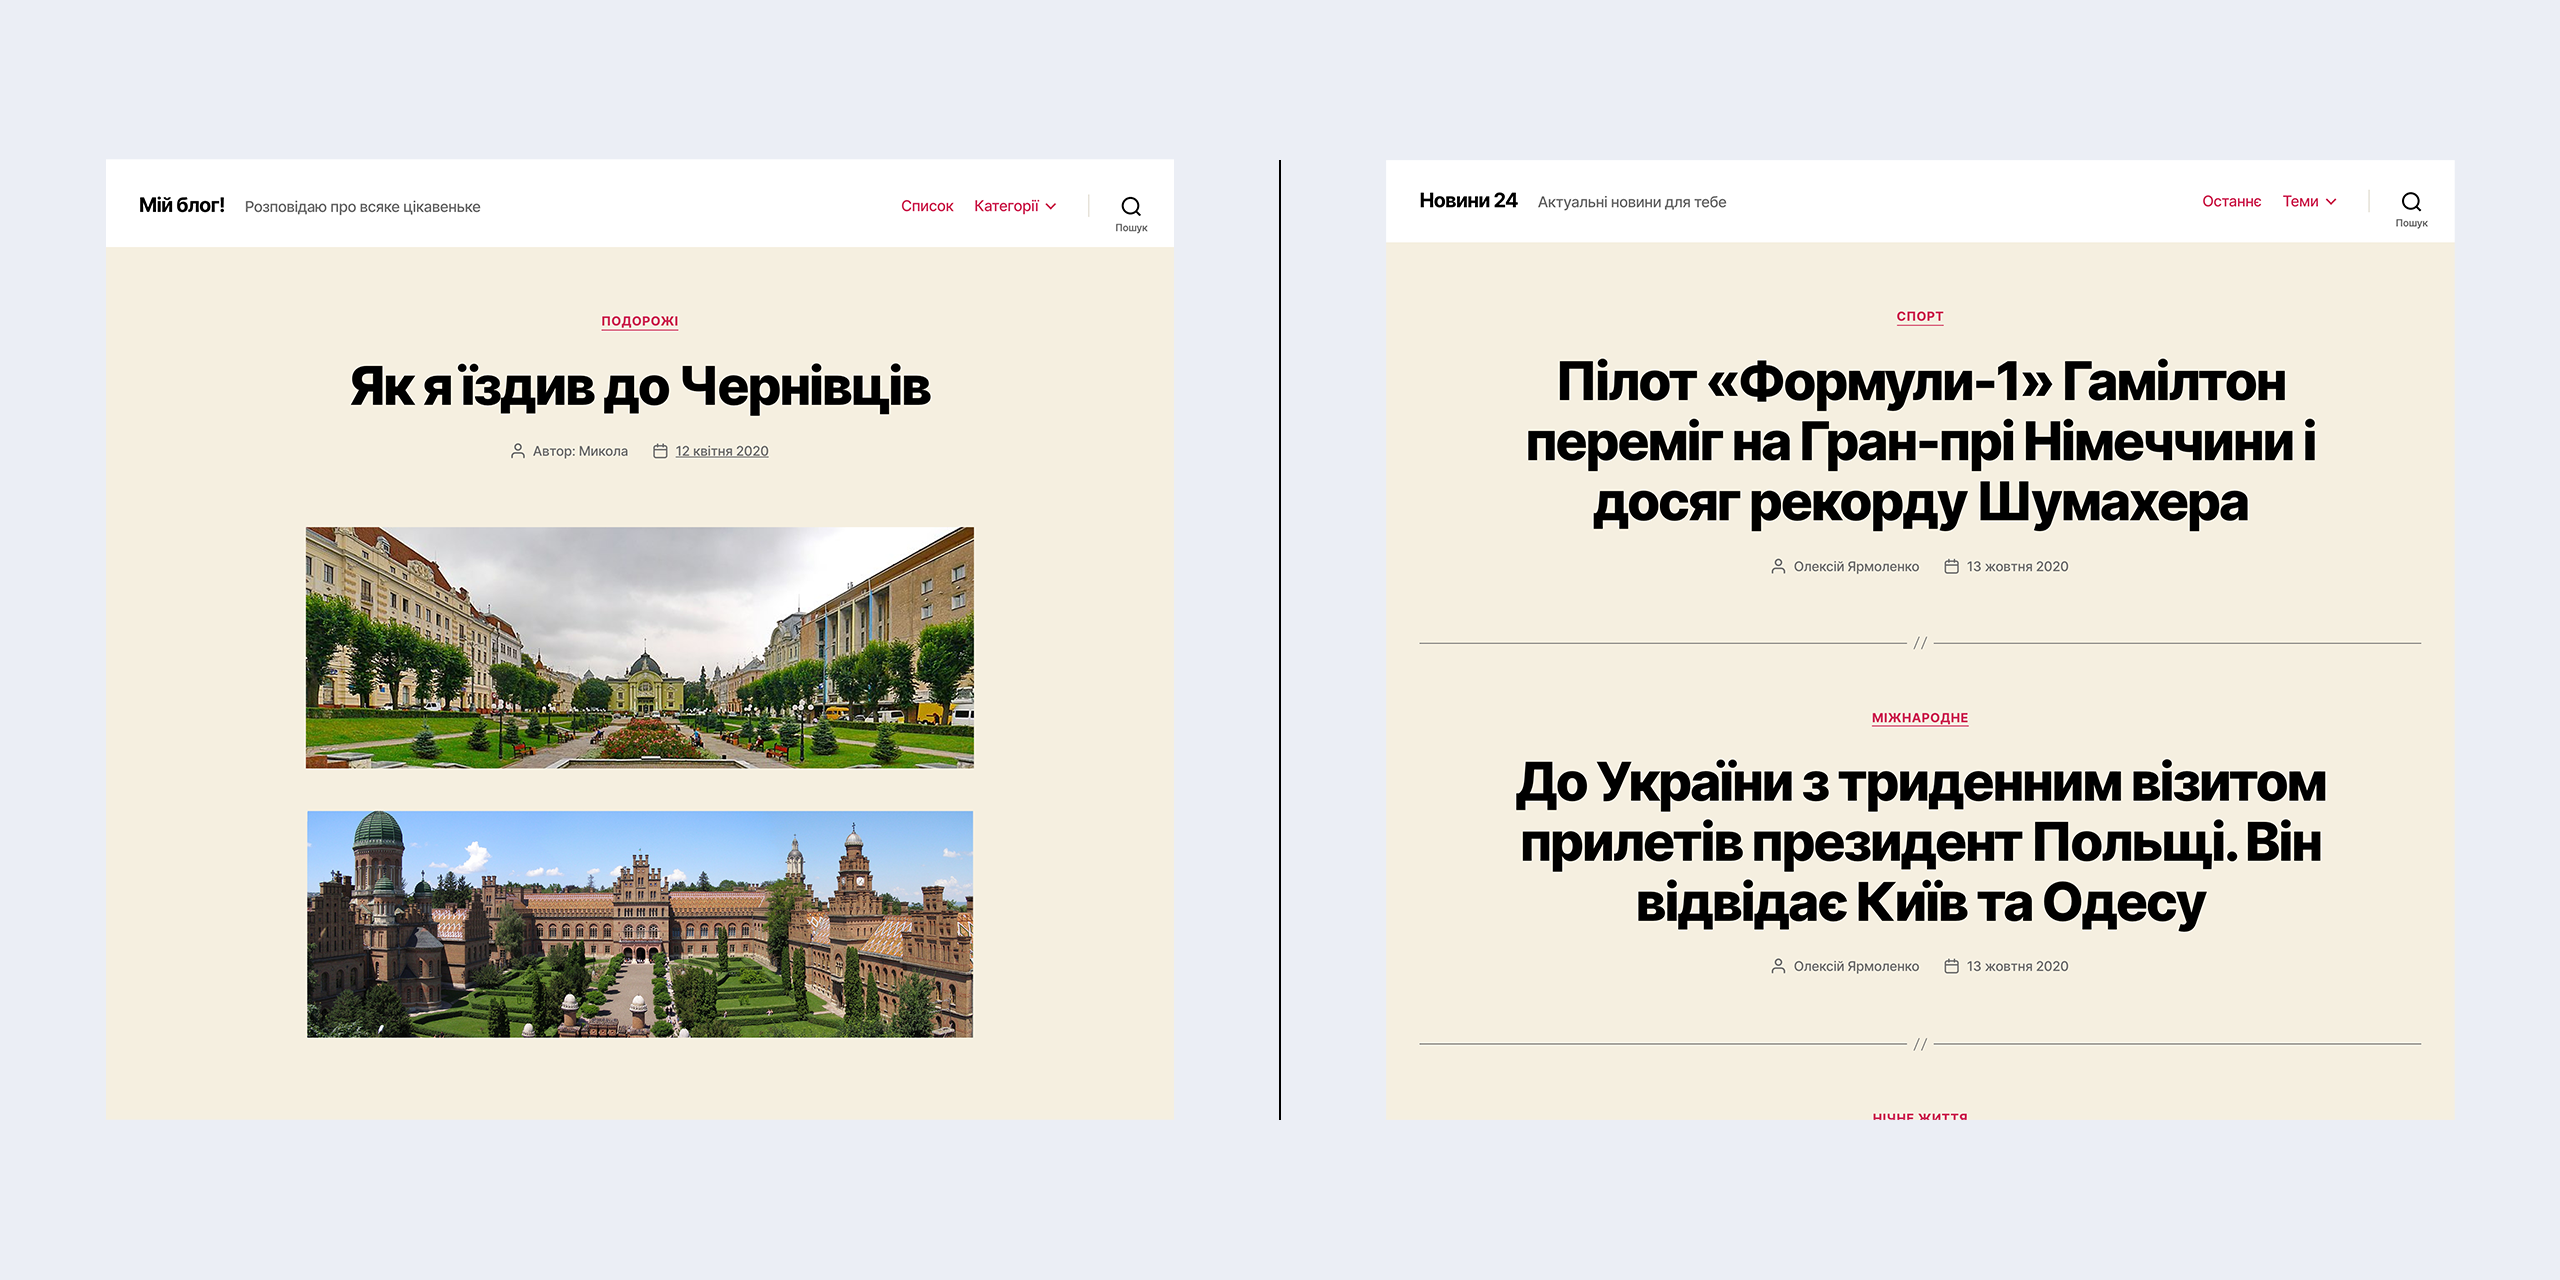 Мій блог! Розповідаю про всяке цікавеньке
Список Категорії
Пошук
ПОДОРОЖІ
Як я їздив до Чернівців
Автор: Микола 12 квітня 2020
Новини 24 Актуальні новини для тебе
Останнє Теми
Пошук
СПОРТ
Пілот «Формули-1» Гамілтон
переміг на Гран-прі Німеччини і
досяг рекорду Шумахера
Олексій Ярмоленко 13 жовтня 2020
//
МІЖНАРОДНЕ
До України з триденним візитом
прилетів президент Польщі. Він
відвідає Київ та Одесу
Олексій Ярмоленко 13 жовтня 2020
//
НІЧНЕ ЖИТТЯ